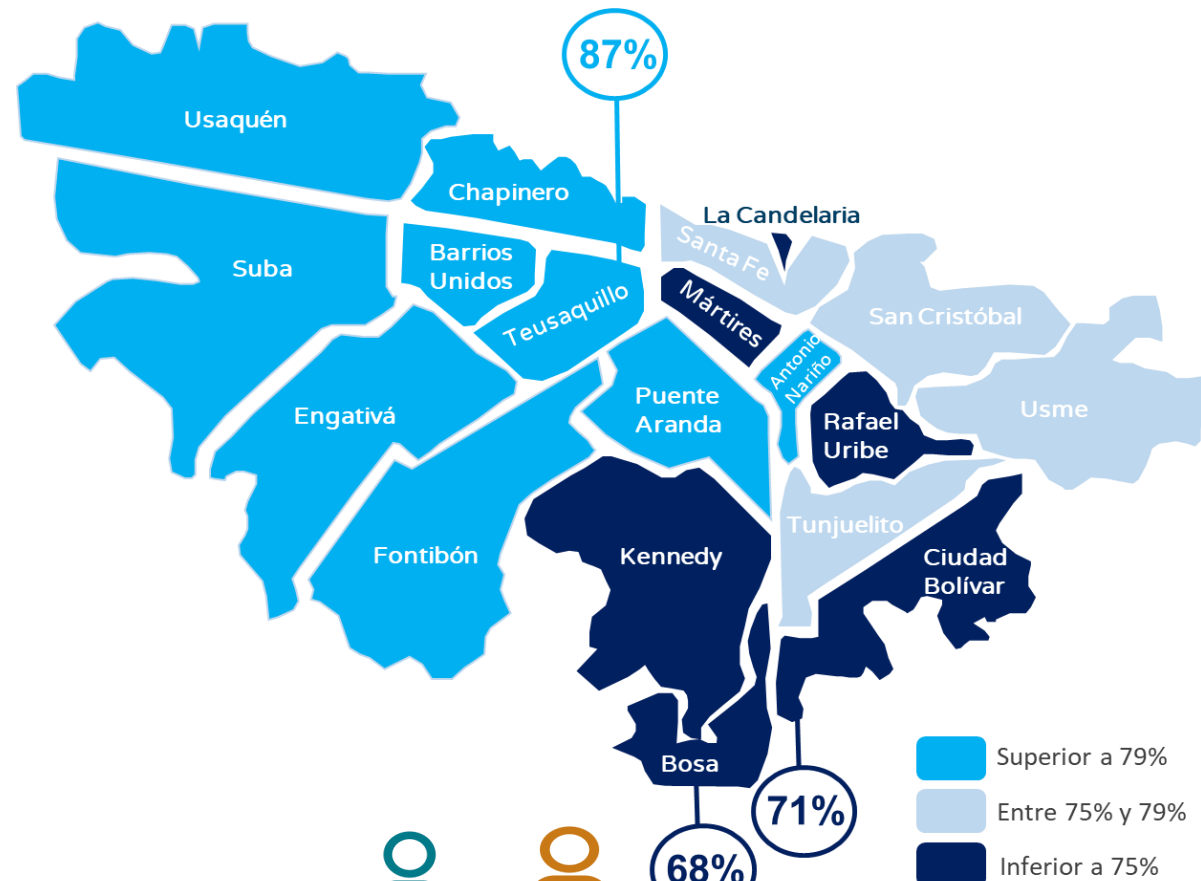 87%
Usaquén
Chapinero
La Candelaria
Santa Fe
Barrios
Unidos
Suba
Teusaquillo
Mártires
San Cristóbal
Antonio
Nariño
Puente
Aranda
Engativá
Rafael
Uribe
Usme
Tunjuelito
Fontibón
Kennedy
Ciudad
Bolívar
Bosa
71%
68%
Superior a 79%
Entre 75% y 79%
Inferior a 75%